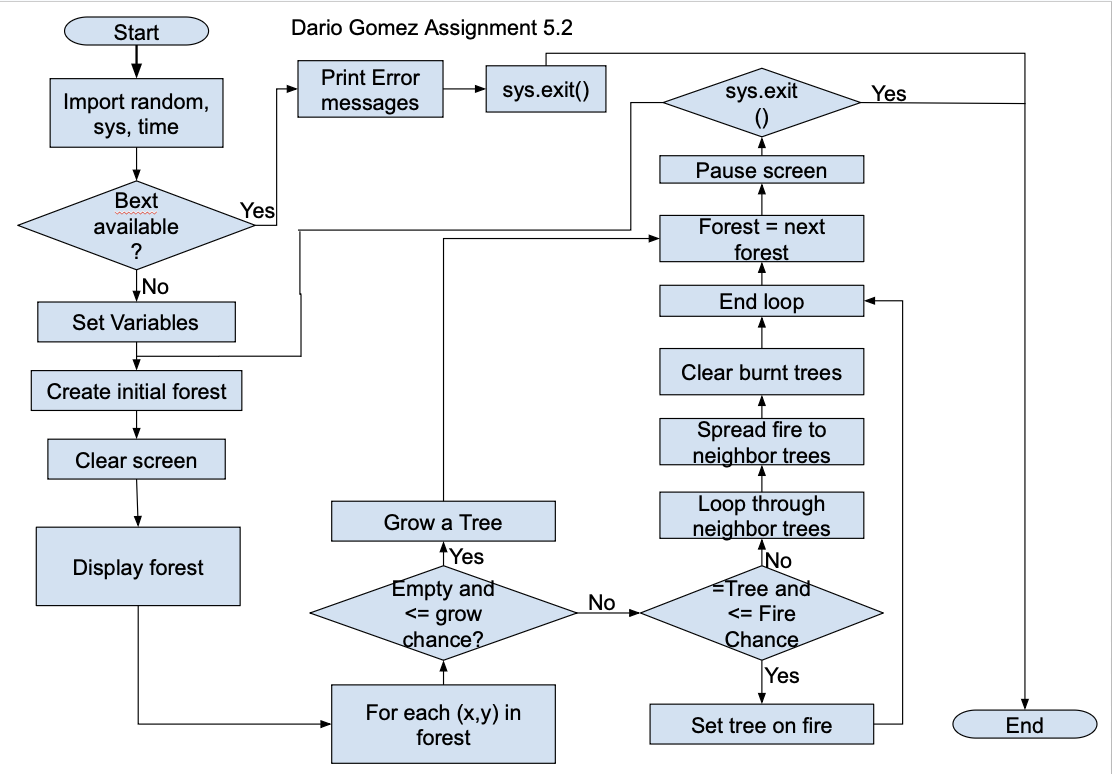 Dario Gomez Assignment 5.2
Start
Import random,
sys, time
Bext
available
?
Yes
No
Print Error
messages
sys.exit()
Set Variables
Create initial forest
Clear screen
Display forest
For each (x,y) in
forest
Empty and
<= grow
chance?
Yes
Grow a Tree
No
=Tree and
<= Fire
Chance
Yes
Set tree on fire
No
Loop through
neighbor trees
Spread fire to
neighbor trees
Clear burnt trees
End loop
Forest = next
forest
Pause screen
sys.exit
()
Yes
End